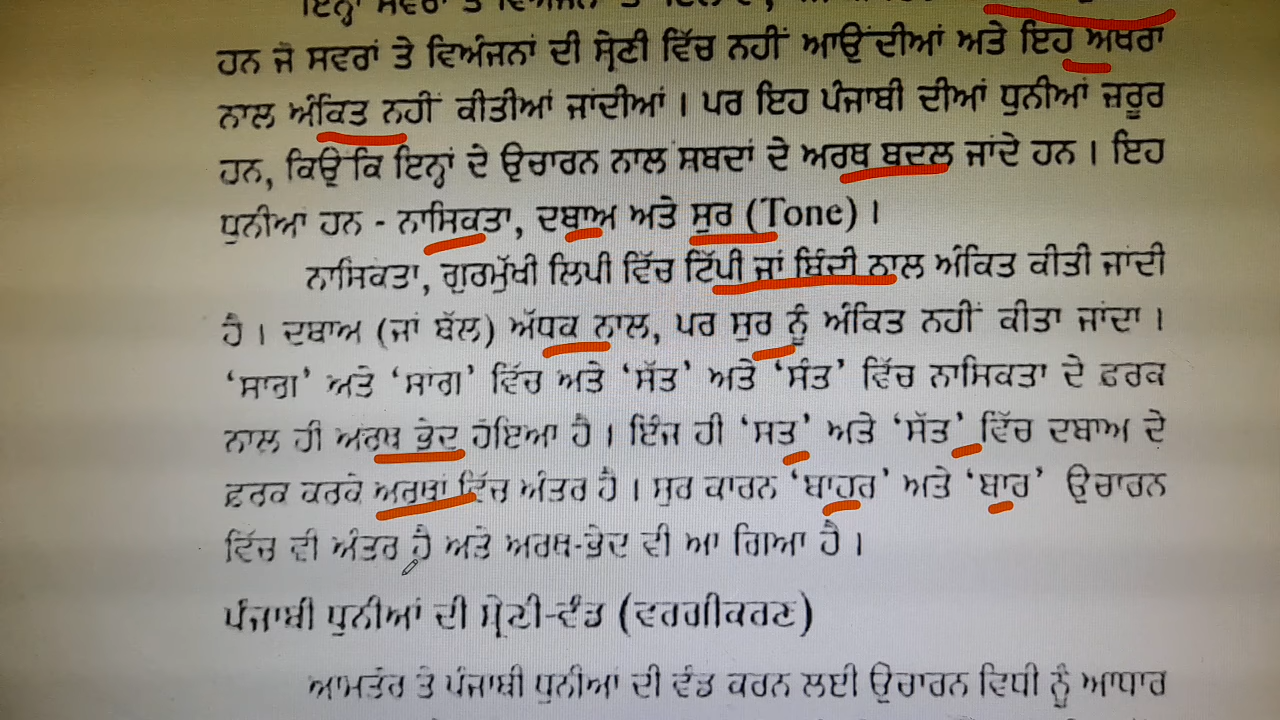 ਹਨ ਜੋ ਸਵਰਾਂ ਤੇ ਵਿਅੰਜਨਾਂ ਦੀ ਸ੍ਰੇਣੀ ਵਿੱਚ ਨਹੀਂ ਆਉਂਦੀਆਂ ਅਤੇ ਇਹ ਅਖਰਾਂ
ਨਾਲ ਅੰਕਿਤ ਨਹੀਂ ਕੀਤੀਆਂ ਜਾਂਦੀਆਂ । ਪਰ ਇਹ ਪੰਜਾਬੀ ਦੀਆਂ ਧੁਨੀਆਂ ਜ਼ਰੂਰ
ਹਨ, ਕਿਉਂਕਿ ਇਨ੍ਹਾਂ ਦੇ ਉਚਾਰਨ ਨਾਲ ਸ਼ਬਦਾਂ ਦੇ ਅਰਥ ਬਦਲ ਜਾਂਦੇ ਹਨ । ਇਹ
ਧੁਨੀਆਂ ਹਨ - ਨਾਸਿਕਤਾ, ਦਬਾਅ ਅਤੇ ਸੁਰ (Tone) ।
ਨਾਸਿਕਤਾ, ਗੁਰਮੁੱਖੀ ਲਿਪੀ ਵਿੱਚ ਟਿੱਪੀ ਜਾਂ ਬਿੰਦੀ ਨਾਲ ਅੰਕਿਤ ਕੀਤੀ ਜਾਂਦੀ
ਹੈ । ਦਬਾਅ (ਜਾਂ ਬੱਲ) ਅੱਧਕ ਨਾਲ, ਪਰ ਸੁਰ ਨੂੰ ਅੰਕਿਤ ਨਹੀਂ ਕੀਤਾ ਜਾਂਦਾ ।
‘ਸਾਗ’ ਅਤੇ ‘ਸਾਂਗ’ ਵਿੱਚ ਅਤੇ ‘ਸੱਤ’ ਅਤੇ ‘ਸੰਤ’ ਵਿੱਚ ਨਾਸਿਕਤਾ ਦੇ ਫ਼ਰਕ
ਨਾਲ ਹੀ ਅਰਥ ਭੇਦ ਹੋਇਆ ਹੈ । ਇੰਜ ਹੀ ‘ਸਤ’ ਅਤੇ ‘ਸੱਤ’ ਵਿੱਚ ਦਬਾਅ ਦੇ
ਫ਼ਰਕ ਕਰਕੇ ਅਰਥਾਂ ਵਿੱਚ ਅੰਤਰ ਹੈ । ਸੁਰ ਕਾਰਨ ‘ਬਾਹਰ’ ਅਤੇ ‘ਬਾਰ’ ਉਚਾਰਨ
ਵਿੱਚ ਵੀ ਅੰਤਰ ਹੈ ਅਤੇ ਅਰਥ-ਭੇਦ ਵੀ ਆ ਗਿਆ ਹੈ ।
ਪੰਜਾਬੀ ਧੁਨੀਆਂ ਦੀ ਸ੍ਰੇਣੀ-ਵੰਡ (ਵਰਗੀਕਰਣ)
ਆਮਤੌਰ ਤੇ ਪੰਜਾਬੀ ਧੁਨੀਆਂ ਦੀ ਵੰਡ ਕਰਨ ਲਈ ਉਚਾਰਨ ਵਿਧੀ ਨੂੰ ਆਧਾਰ